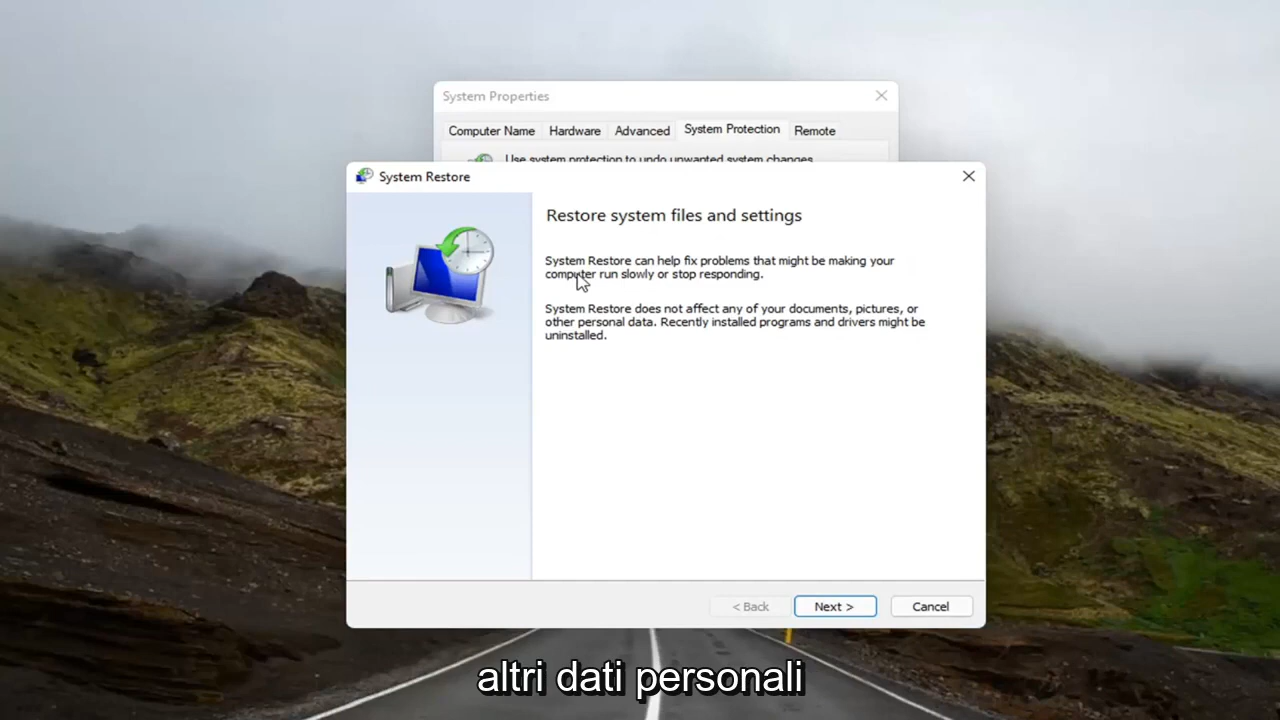 System Properties
Computer Name Hardware Advanced System Protection Remote
Use system protection to undo unwanted system changes
System Restore
Restore system files and settings
System Restore can help fix problems that might be making your
computer run slowly or stop responding.
System Restore does not affect any of your documents, pictures, or
other personal data. Recently installed programs and drivers might be
uninstalled.
< Back Next > Cancel
altri dati personali